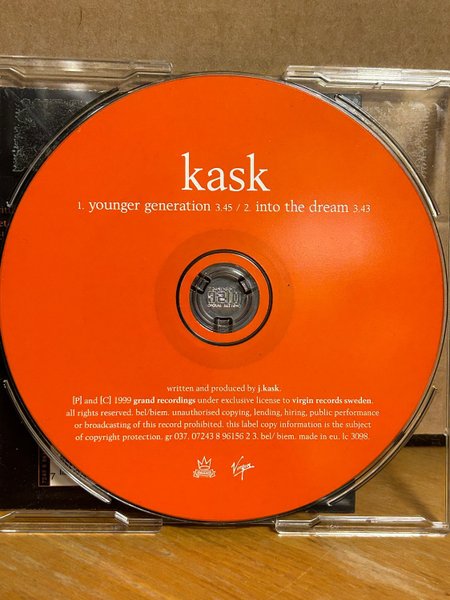 kask
1. younger generation 3.45 / 2. into the dream 3.43
written and produced by j.kask.
[P] and [C] 1999 grand recordings under exclusive license to virgin records sweden.
all rights reserved. bel/biem. unauthorised copying, lending, hiring, public performance
or broadcasting of this record prohibited. this label copy information is the subject
of copyright protection. gr 037. 07243 8 96156 2 3. bel/ biem. made in eu. lc 3098.
Virgin